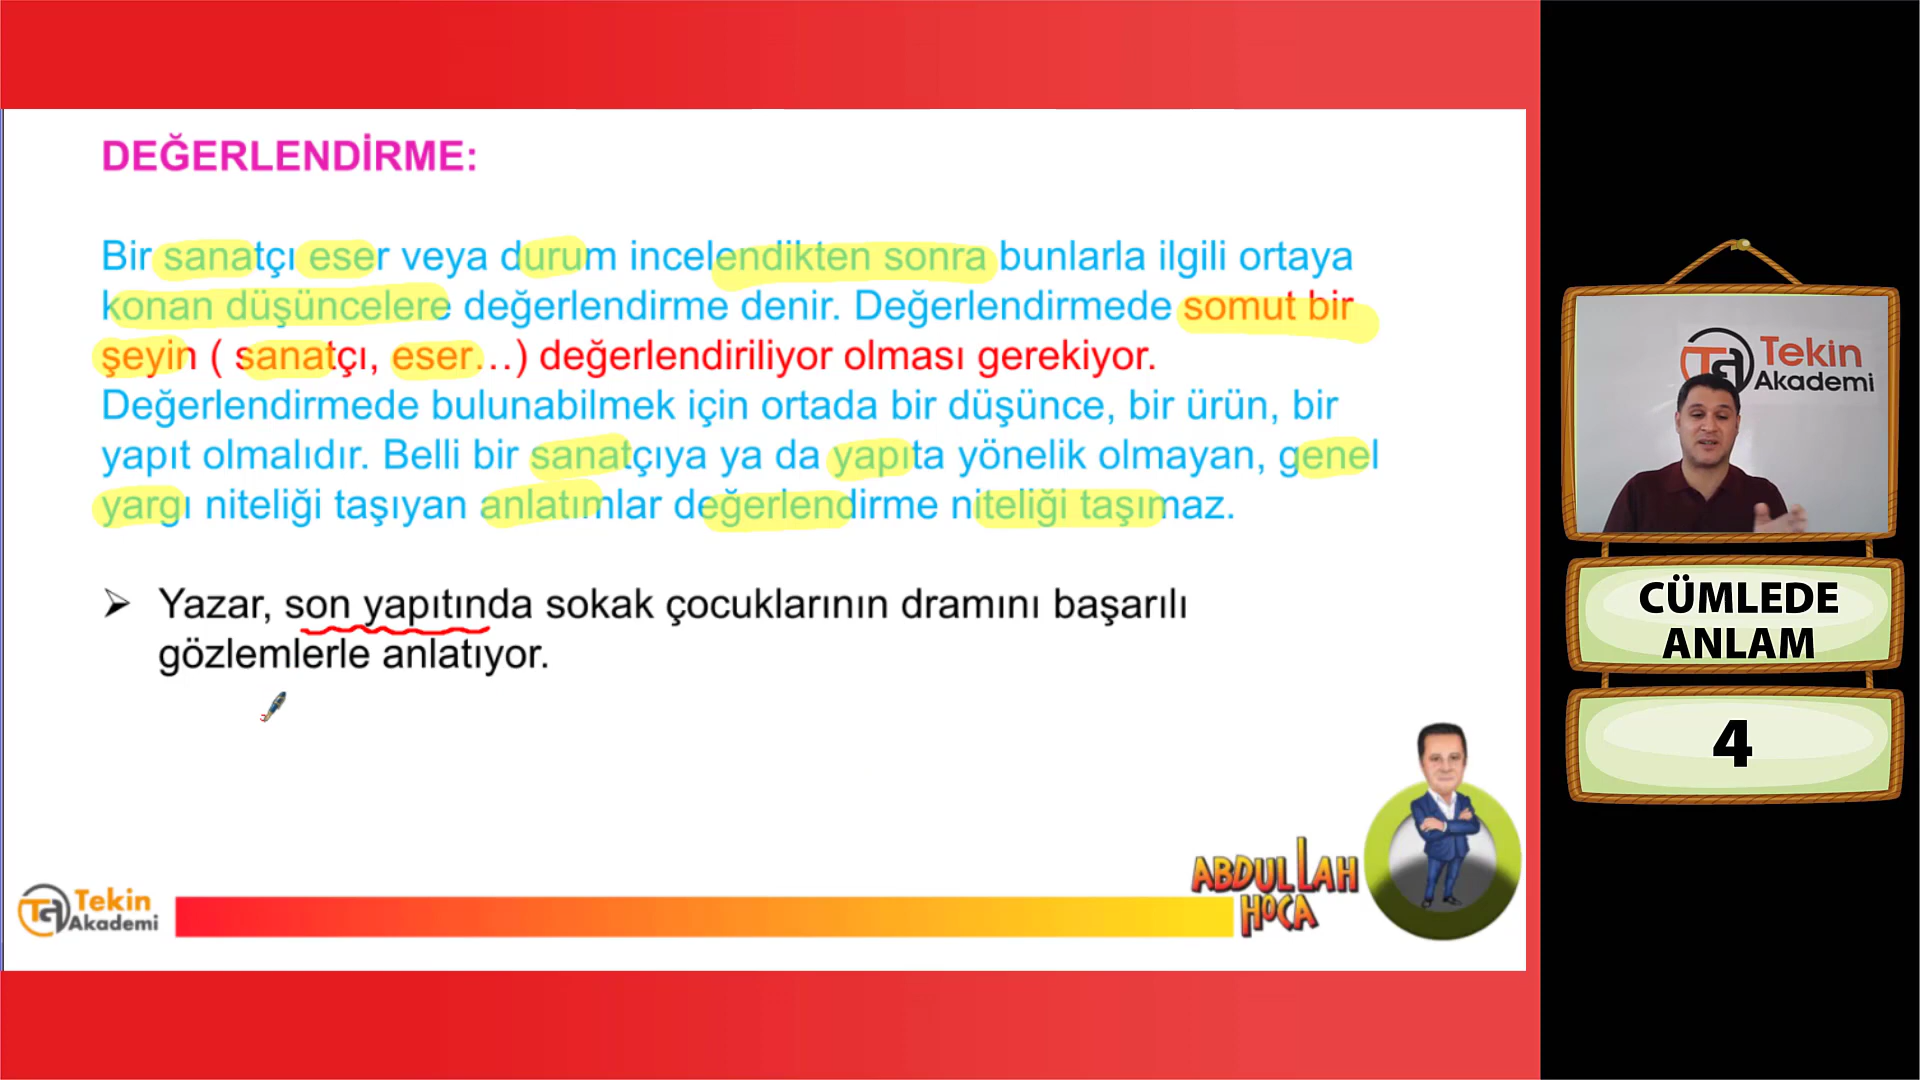 DEĞERLENDİRME:
Bir sanatçı eser veya durum incelendikten sonra bunlarla ilgili ortaya
konan düşüncelere değerlendirme denir. Değerlendirmede somut bir
şeyin ( sanatçı, eser…) değerlendiriliyor olması gerekiyor.
Değerlendirmede bulunabilmek için ortada bir düşünce, bir ürün, bir
yapıt olmalıdır. Belli bir sanatçıya ya da yapıta yönelik olmayan, genel
yargı niteliği taşıyan anlatımlar değerlendirme niteliği taşımaz.
➢ Yazar, son yapıtında sokak çocuklarının dramını başarılı
gözlemlerle anlatıyor.
Tekin
Akademi
ABDULLAH
HOCA
Tekin
Akademi
CÜMLEDE
ANLAM
4